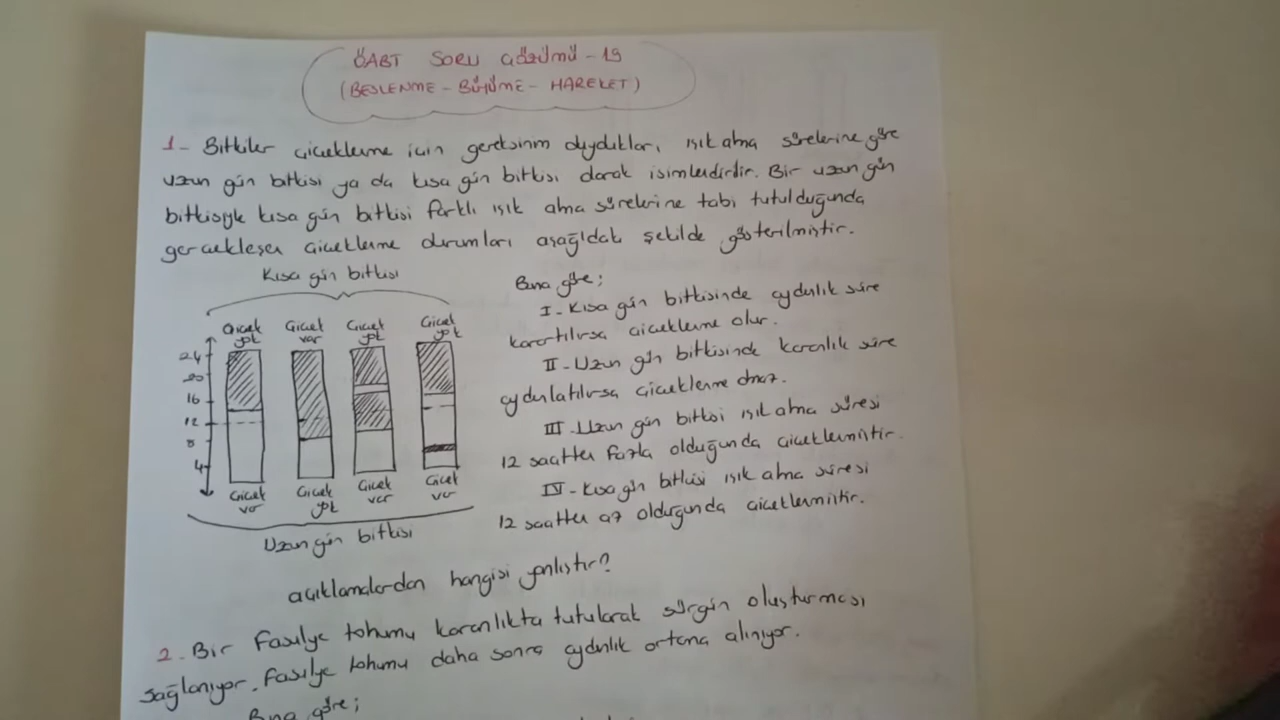 ÖABT SORU ÇÖZÜMÜ - 19
(BESLENME - BÜYÜME - HAREKET)
1- Bitkiler çiçeklenme için gereksinim duydukları, ışık alma sürelerine göre
uzun gün bitkisi ya da kısa gün bitkisi olarak isimlendirilir. Bir uzun gün
bitkisiyle kısa gün bitkisi farklı ışık alma sürelerine tabi tutulduğunda
gerçekleşen çiçeklenme durumları aşağıdaki şekilde gösterilmiştir.
Kısa gün bitkisi
Çiçek yok
Çiçek var
Çiçek yok
Çiçek yok
24
20
16
12
8
4
Çiçek var
Çiçek yok
Çiçek var
Çiçek var
Uzun gün bitkisi
Buna göre;
I- Kısa gün bitkisinde aydınlık süre
karartılırsa çiçeklenme olur.
II- Uzun gün bitkisinde karanlık süre
aydınlatılırsa çiçeklenme olmaz.
III- Uzun gün bitkisi ışık alma süresi
12 saatten fazla olduğunda çiçeklenmiştir.
IV- Kısa gün bitkisi ışık alma süresi
12 saatten az olduğunda çiçeklenmiştir.
açıklamalardan hangisi yanlıştır?
2. Bir fasulye tohumu karanlıkta tutularak sürgün oluşturması
sağlanıyor. Fasulye tohumu daha sonra aydınlık ortama alınıyor.
Buna göre;